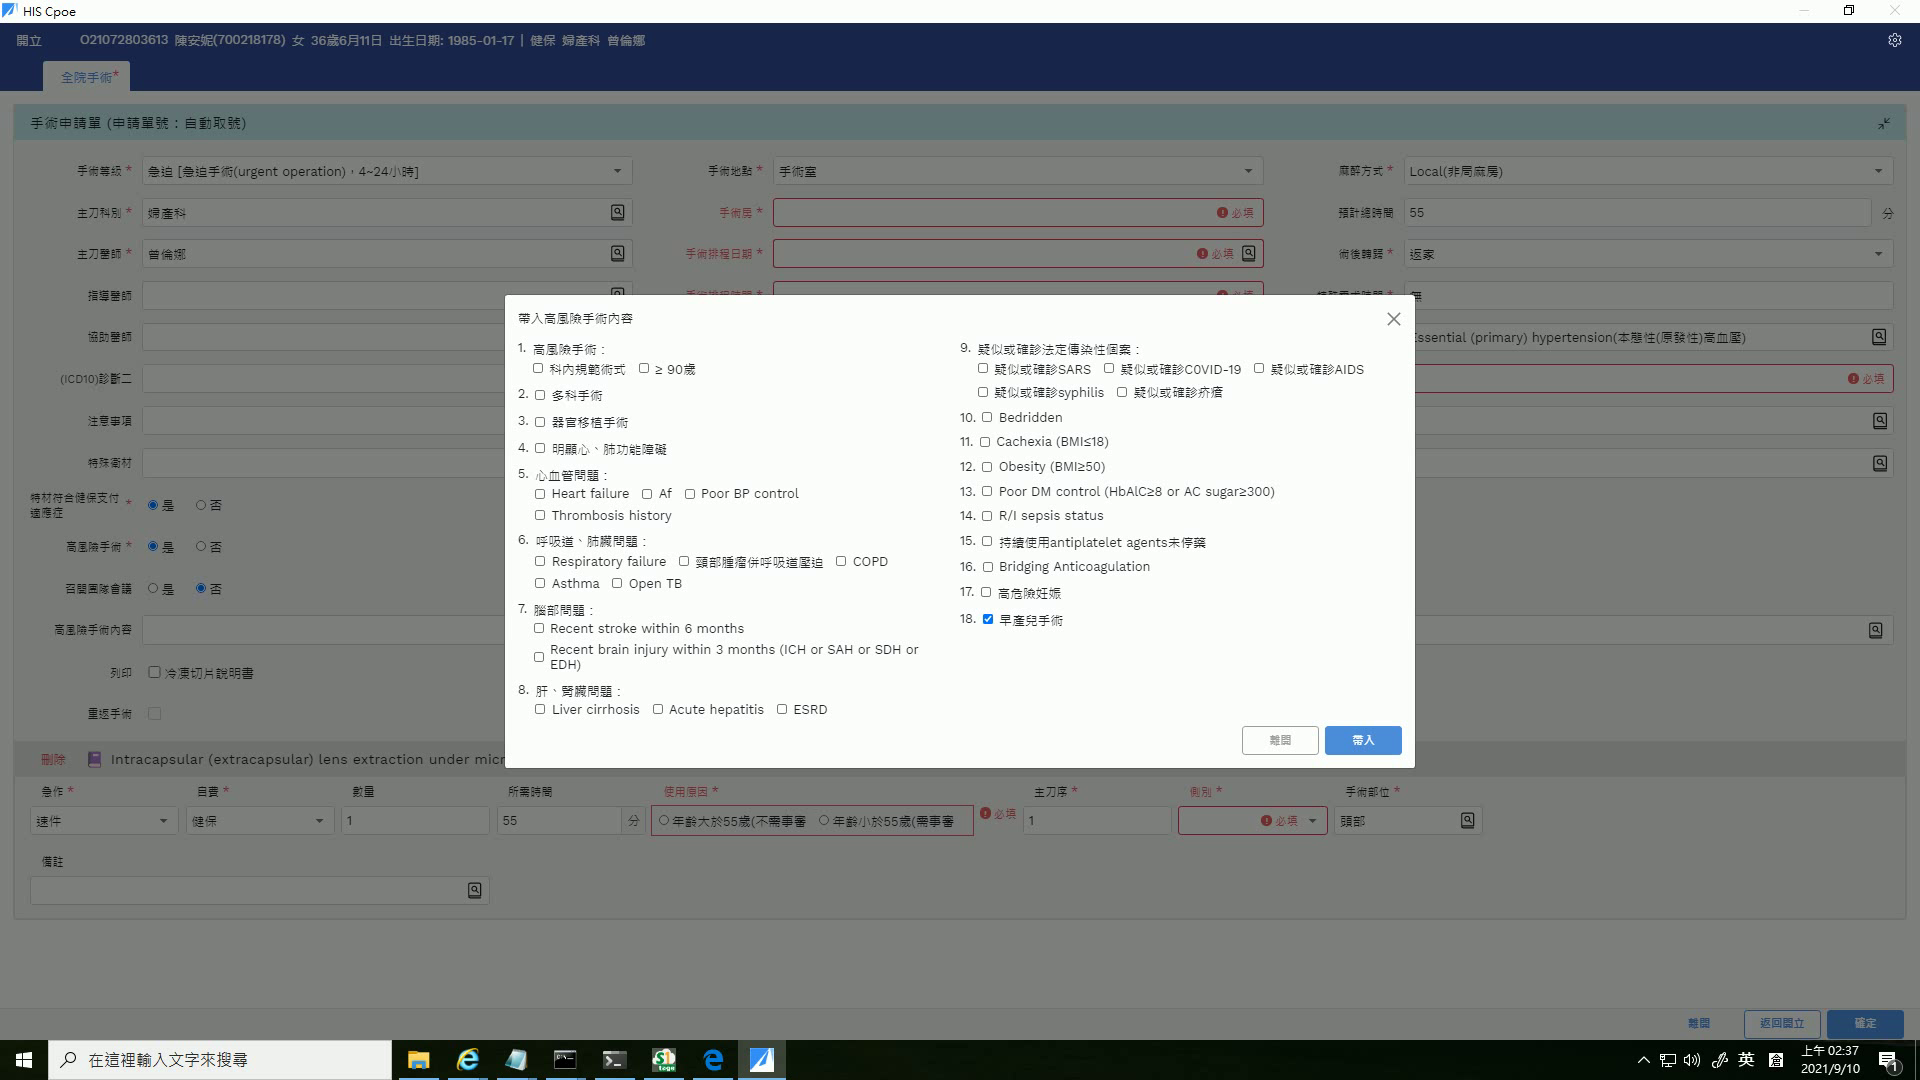 HIS Cpoe
開立 O21072803613 陳安妮(700218178) 女 36歲6月11日 出生日期: 1985-01-17 | 健保 婦產科 曾倫娜
全院手術*
手術申請單 (申請單號：自動取號)
手術等級 * 急迫 [急迫手術(urgent operation)，4~24小時] 手術地點 * 手術室 麻醉方式 * Local(非局麻房)
主刀科別 * 婦產科 手術房 * 必填 預計總時間 55 分
主刀醫師 * 曾倫娜 手術排程日期 * 必填 術後轉歸 * 返家
指導醫師
協助醫師 Essential (primary) hypertension(本態性(原發性)高血壓)
(ICD10)診斷二 必填
注意事項
特殊衛材
特材符合健保支付適應症 * 是 否
高風險手術 * 是 否
召開團隊會議 是 否
高風險手術內容
列印 冷凍切片說明書
重返手術
帶入高風險手術內容
1. 高風險手術：
科內規範術式 ≥ 90歲
2. 多科手術
3. 器官移植手術
4. 明顯心、肺功能障礙
5. 心血管問題：
Heart failure Af Poor BP control
Thrombosis history
6. 呼吸道、肺臟問題：
Respiratory failure 頸部腫瘤併呼吸道壓迫 COPD
Asthma Open TB
7. 腦部問題：
Recent stroke within 6 months
Recent brain injury within 3 months (ICH or SAH or SDH or
EDH)
8. 肝、腎臟問題：
Liver cirrhosis Acute hepatitis ESRD
9. 疑似或確診法定傳染性個案：
疑似或確診SARS 疑似或確診COVID-19 疑似或確診AIDS
疑似或確診syphilis 疑似或確診疥瘡
10. Bedridden
11. Cachexia (BMI≤18)
12. Obesity (BMI≥50)
13. Poor DM control (HbAlC≥8 or AC sugar≥300)
14. R/I sepsis status
15. 持續使用antiplatelet agents未停藥
16. Bridging Anticoagulation
17. 高危險妊娠
18. 早產兒手術
離開 帶入
刪除 Intracapsular (extracapsular) lens extraction under micr
急作 * 自費 * 數量 所需時間 使用原因 * 主刀序 * 側別 * 手術部位 *
速件 健保 1 55 分 年齡大於55歲(不需事審 年齡小於55歲(需事審 必填 1 必填 頭部
備註
離開 返回開立 確定
在這裡輸入文字來搜尋
英
上午 02:37
2021/9/10
1